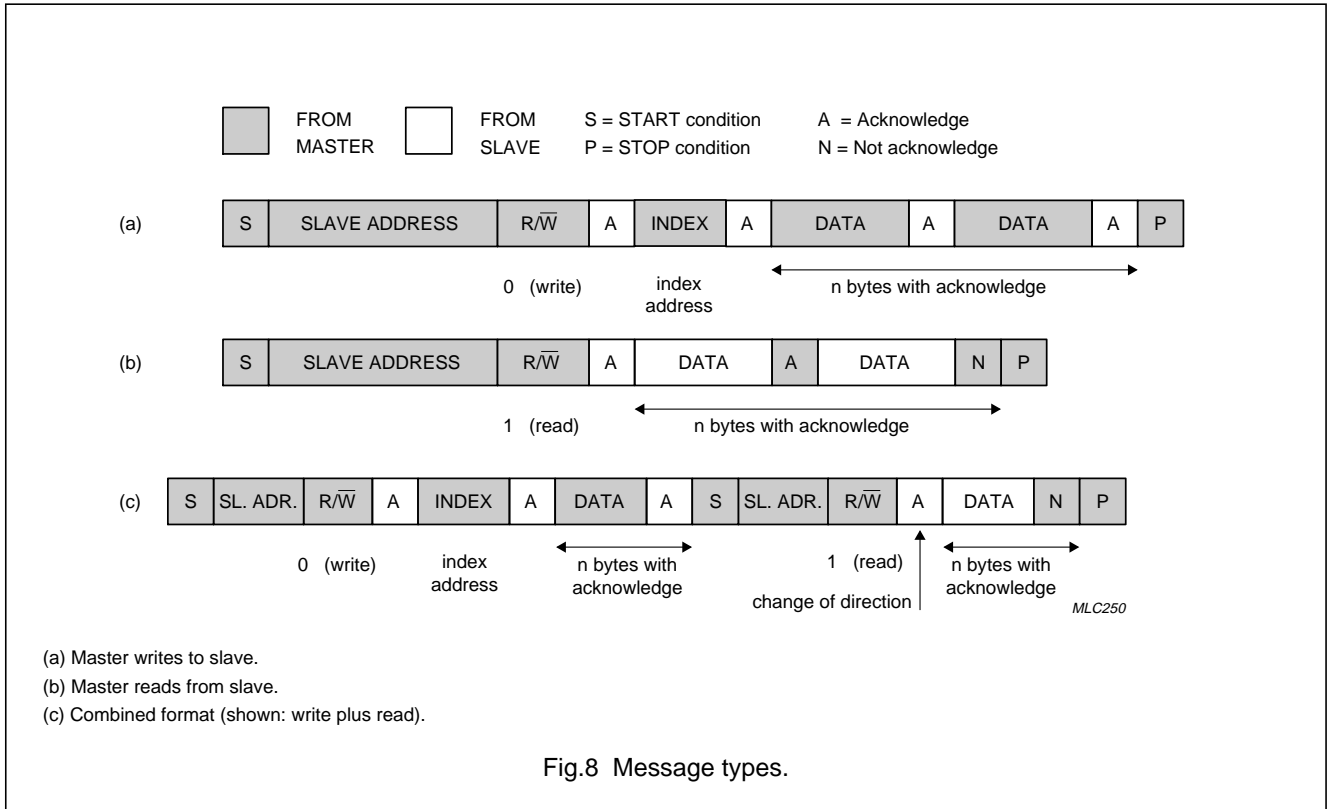 FROM MASTER
FROM SLAVE
S = START condition
P = STOP condition
A = Acknowledge
N = Not acknowledge
(a)
S SLAVE ADDRESS R/W̅ A INDEX A DATA A DATA A P
0 (write)
index address
n bytes with acknowledge
(b)
S SLAVE ADDRESS R/W̅ A DATA A DATA N P
1 (read)
n bytes with acknowledge
(c)
S SL. ADR. R/W̅ A INDEX A DATA A S SL. ADR. R/W̅ A DATA N P
0 (write)
index address
n bytes with acknowledge
1 (read)
change of direction
n bytes with acknowledge
MLC250
(a) Master writes to slave.
(b) Master reads from slave.
(c) Combined format (shown: write plus read).
Fig.8 Message types.